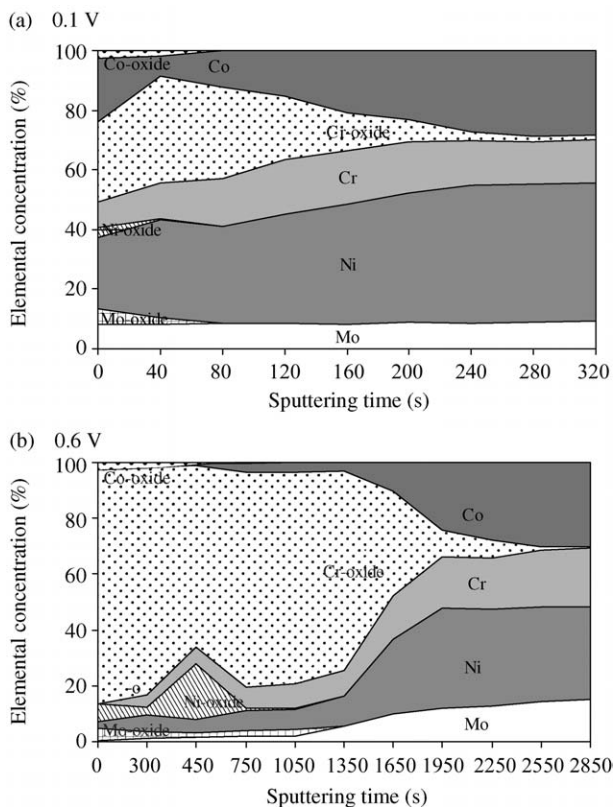 (a) 0.1 V
100
80
60
40
20
0
Elemental concentration (%)
Co-oxide
Co
Cr-oxide
Cr
Ni-oxide
Ni
Mo-oxide
Mo
0 40 80 120 160 200 240 280 320
Sputtering time (s)
(b) 0.6 V
100
80
60
40
20
0
Elemental concentration (%)
Co-oxide
Co
Cr-oxide
Cr
Ni-oxide
Ni
Mo-oxide
Mo
0 300 450 750 1050 1350 1650 1950 2250 2550 2850
Sputtering time (s)